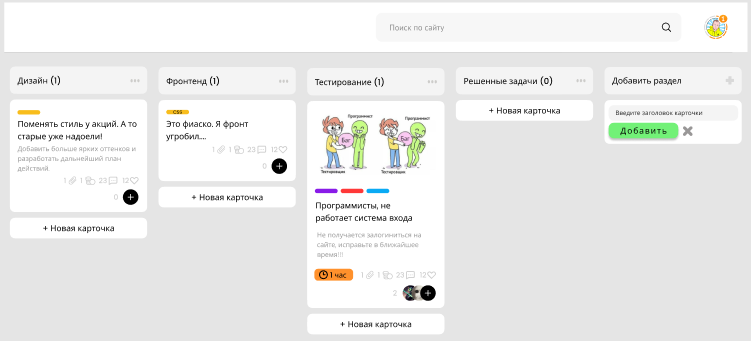 Поиск по сайту
1
Дизайн (1)
Поменять стиль у акций. А то
старые уже надоели!
Добавить больше ярких оттенков и
разработать дальнейший план
действий.
1 1 23 12
0
+ Новая карточка
Фронтенд (1)
CSS
Это фиаско. Я фронт
угробил....
1 1 23 12
0
+ Новая карточка
Тестирование (1)
Программист
Программист
Баг
Баг
Тестировщик
Тестировщик
Программисты, не
работает система входа
Не получается залогиниться на
сайте, исправьте в ближайшее
время!!!
1 час
1 1 23 12
2
+ Новая карточка
Решенные задачи (0)
+ Новая карточка
Добавить раздел
Введите заголовок карточки
Добавить